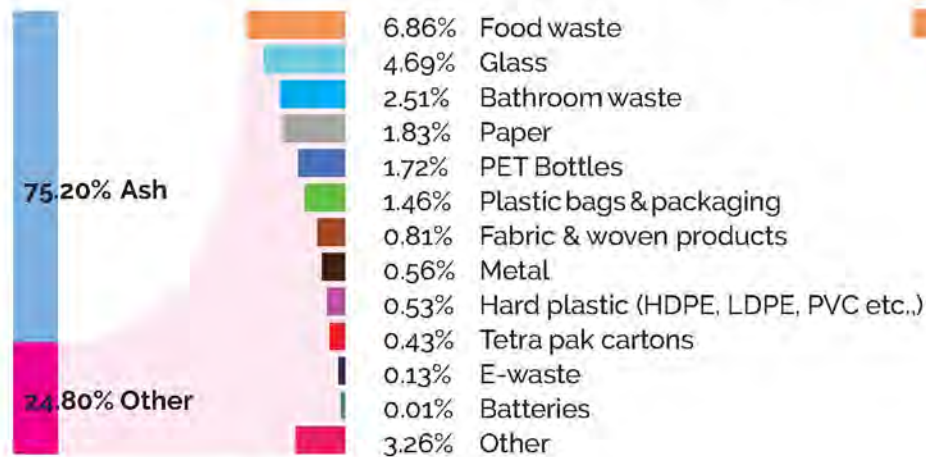 6.86% Food waste
4.69% Glass
2.51% Bathroom waste
1.83% Paper
1.72% PET Bottles
75.20% Ash
1.46% Plastic bags & packaging
0.81% Fabric & woven products
0.56% Metal
0.53% Hard plastic (HDPE, LDPE, PVC etc.,)
0.43% Tetra pak cartons
0.13% E-waste
24.80% Other
0.01% Batteries
3.26% Other